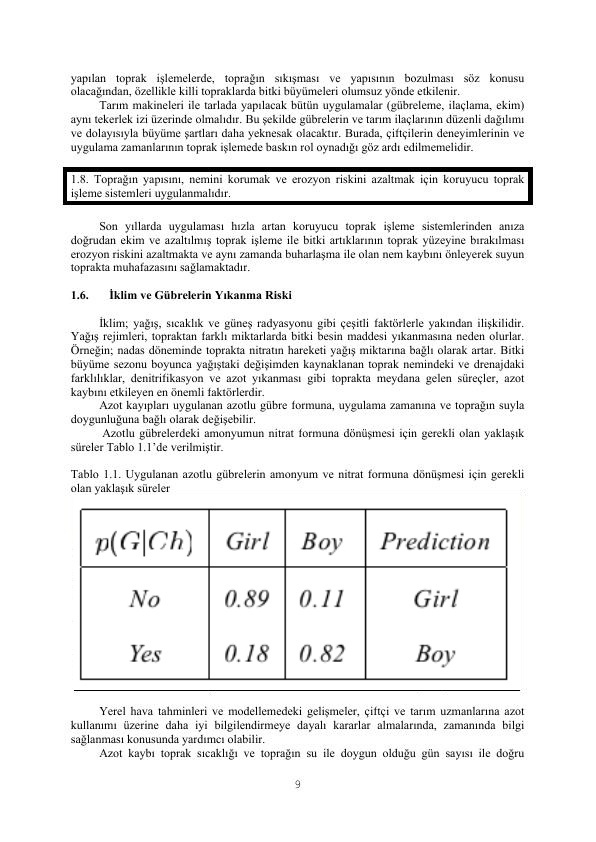 yapılan toprak işlemelerde, toprağın sıkışması ve yapısının bozulması söz konusu
olacağından, özellikle killi topraklarda bitki büyümeleri olumsuz yönde etkilenir.
Tarım makineleri ile tarlada yapılacak bütün uygulamalar (gübreleme, ilaçlama, ekim)
aynı tekerlek izi üzerinde olmalıdır. Bu şekilde gübrelerin ve tarım ilaçlarının düzenli dağılımı
ve dolayısıyla büyüme şartları daha yeknesak olacaktır. Burada, çiftçilerin deneyimlerinin ve
uygulama zamanlarının toprak işlemede baskın rol oynadığı göz ardı edilmemelidir.
1.8. Toprağın yapısını, nemini korumak ve erozyon riskini azaltmak için koruyucu toprak
işleme sistemleri uygulanmalıdır.
Son yıllarda uygulaması hızla artan koruyucu toprak işleme sistemlerinden anıza
doğrudan ekim ve azaltılmış toprak işleme ile bitki artıklarının toprak yüzeyine bırakılması
erozyon riskini azaltmakta ve aynı zamanda buharlaşma ile olan nem kaybını önleyerek suyun
toprakta muhafazasını sağlamaktadır.
1.6. İklim ve Gübrelerin Yıkanma Riski
İklim; yağış, sıcaklık ve güneş radyasyonu gibi çeşitli faktörlerle yakından ilişkilidir.
Yağış rejimleri, topraktan farklı miktarlarda bitki besin maddesi yıkanmasına neden olurlar.
Örneğin; nadas döneminde toprakta nitratın hareketi yağış miktarına bağlı olarak artar. Bitki
büyüme sezonu boyunca yağıştaki değişimden kaynaklanan toprak nemindeki ve drenajdaki
farklılıklar, denitrifikasyon ve azot yıkanması gibi toprakta meydana gelen süreçler, azot
kaybını etkileyen en önemli faktörlerdir.
Azot kayıpları uygulanan azotlu gübre formuna, uygulama zamanına ve toprağın suyla
doygunluğuna bağlı olarak değişebilir.
Azotlu gübrelerdeki amonyumun nitrat formuna dönüşmesi için gerekli olan yaklaşık
süreler Tablo 1.1’de verilmiştir.
Tablo 1.1. Uygulanan azotlu gübrelerin amonyum ve nitrat formuna dönüşmesi için gerekli
olan yaklaşık süreler
p(G|Ch) Girl Boy Prediction
No 0.89 0.11 Girl
Yes 0.18 0.82 Boy
Yerel hava tahminleri ve modellemedeki gelişmeler, çiftçi ve tarım uzmanlarına azot
kullanımı üzerine daha iyi bilgilendirmeye dayalı kararlar almalarında, zamanında bilgi
sağlanması konusunda yardımcı olabilir.
Azot kaybı toprak sıcaklığı ve toprağın su ile doygun olduğu gün sayısı ile doğru
9